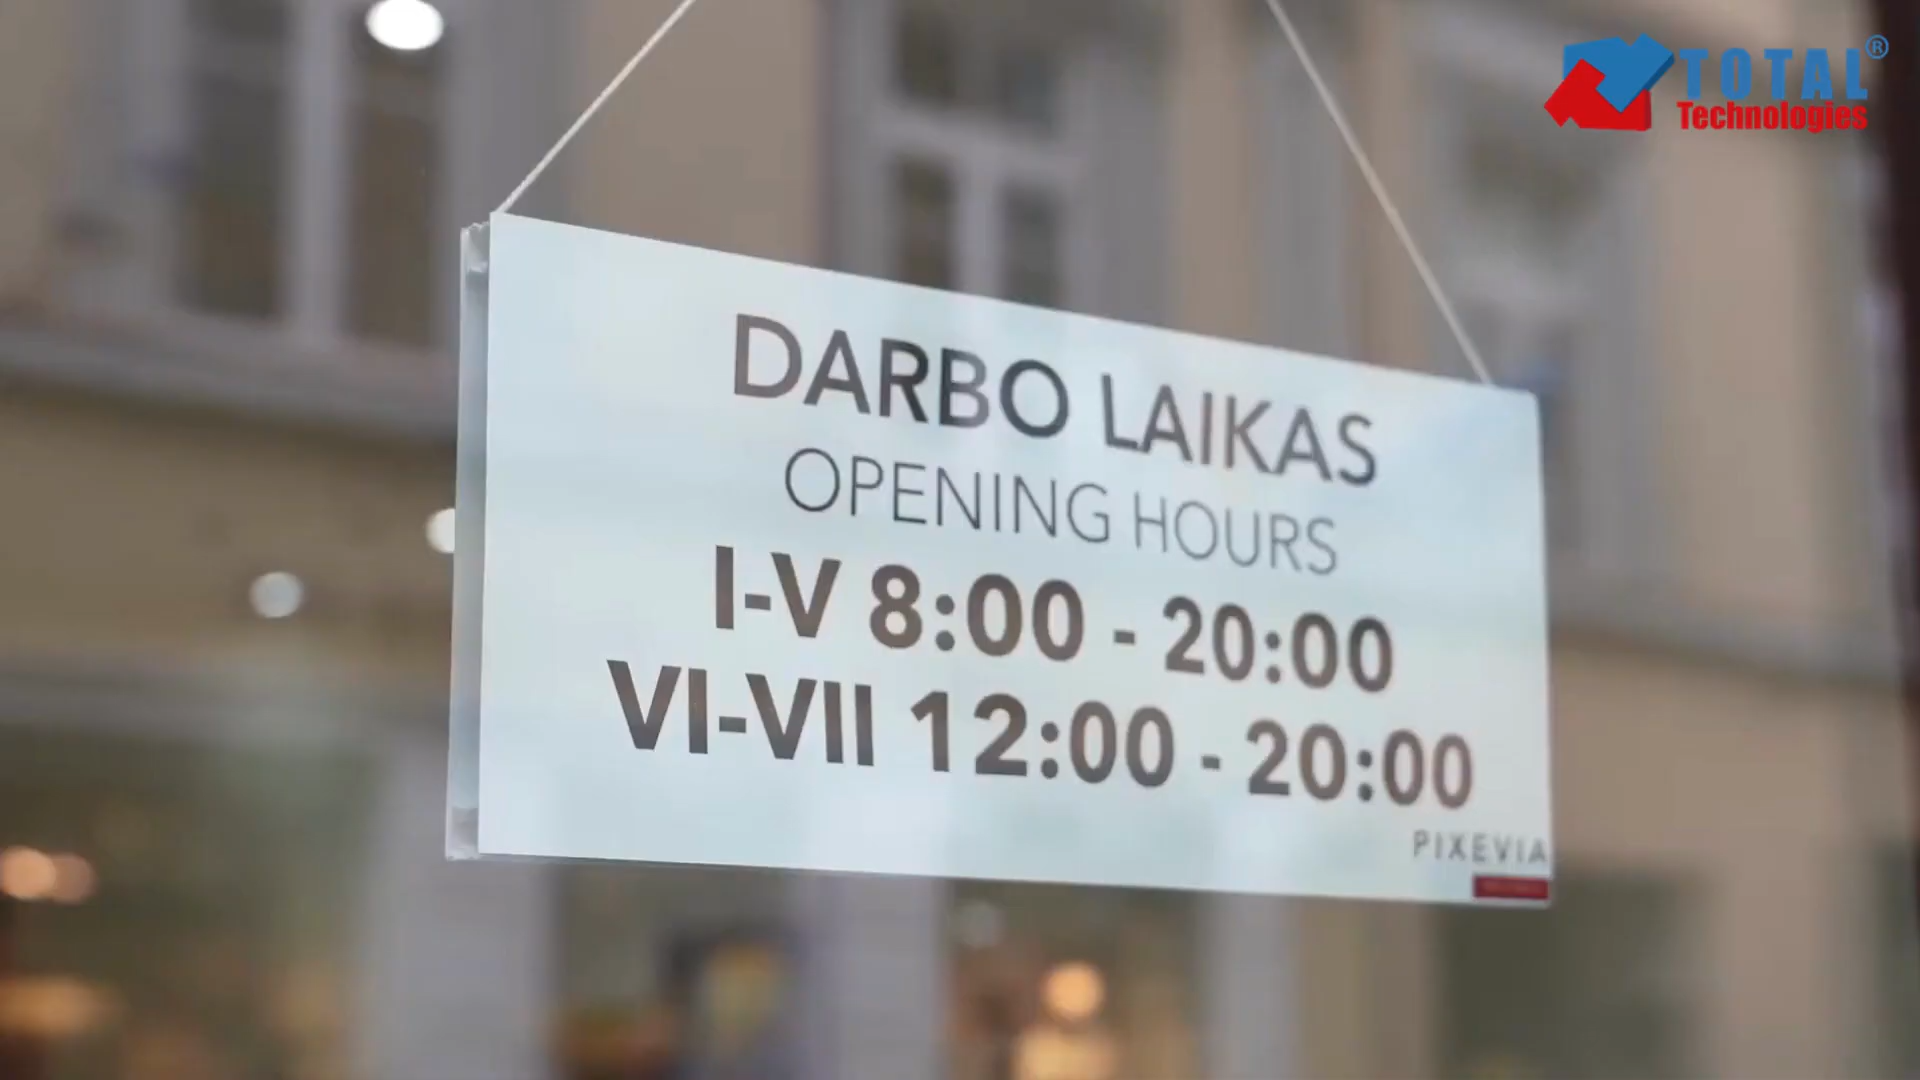 TOTAL®
Technologies
DARBO LAIKAS
OPENING HOURS
I-V 8:00 - 20:00
VI-VII 12:00 - 20:00
PIXEVIA